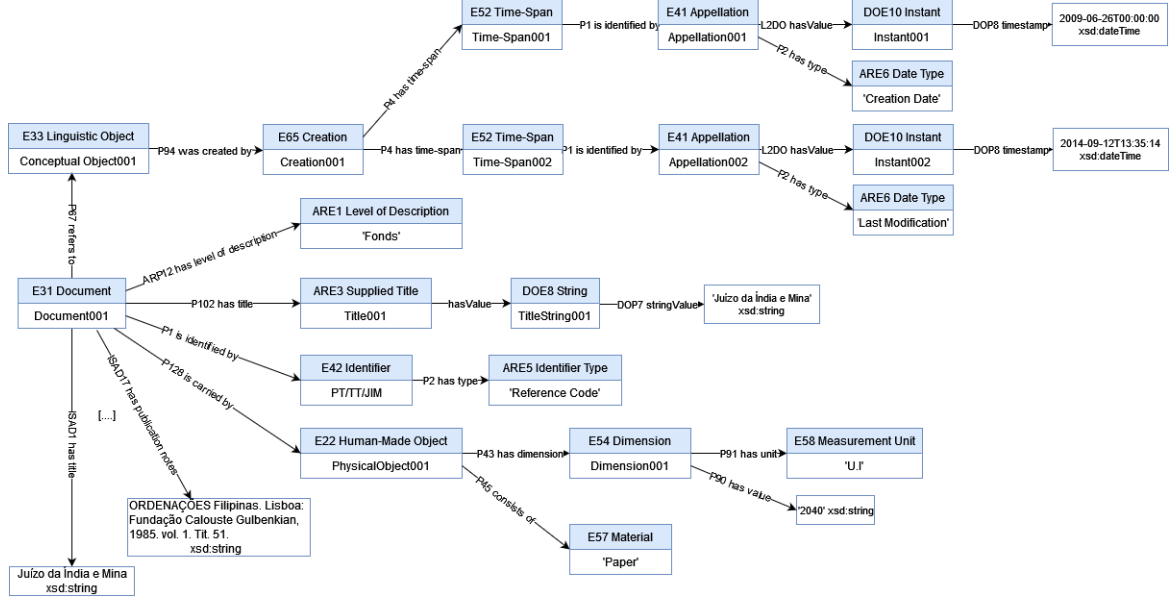 E52 Time-Span
Time-Span001
P1 is identified by
E41 Appellation
Appellation001
L2DO hasValue
DOE10 Instant
Instant001
DOP8 timestamp
2009-06-26T00:00:00
xsd:dateTime
P2 has type
ARE6 Date Type
'Creation Date'
P4 has time-span
E33 Linguistic Object
Conceptual Object001
P94 was created by
E65 Creation
Creation001
P4 has time-span
E52 Time-Span
Time-Span002
P1 is identified by
E41 Appellation
Appellation002
L2DO hasValue
DOE10 Instant
Instant002
DOP8 timestamp
2014-09-12T13:35:14
xsd:dateTime
P2 has type
ARE6 Date Type
'Last Modification'
P67 refers to
ARP12 has level of description
ARE1 Level of Description
'Fonds'
E31 Document
Document001
P102 has title
ARE3 Supplied Title
Title001
hasValue
DOE8 String
TitleString001
DOP7 stringValue
'Juízo da Índia e Mina'
xsd:string
P1 is identified by
E42 Identifier
PT/TT/JIM
P2 has type
ARE5 Identifier Type
'Reference Code'
P128 is carried by
E22 Human-Made Object
PhysicalObject001
P43 has dimension
E54 Dimension
Dimension001
P91 has unit
E58 Measurement Unit
'U.I'
P90 has value
'2040' xsd:string
P45 consists of
E57 Material
'Paper'
[....]
ISAD17 has publication notes
ORDENAÇÕES Filipinas. Lisboa:
Fundação Calouste Gulbenkian,
1985. vol. 1. Tit. 51.
xsd:string
ISAD1 has title
Juízo da Índia e Mina
xsd:string